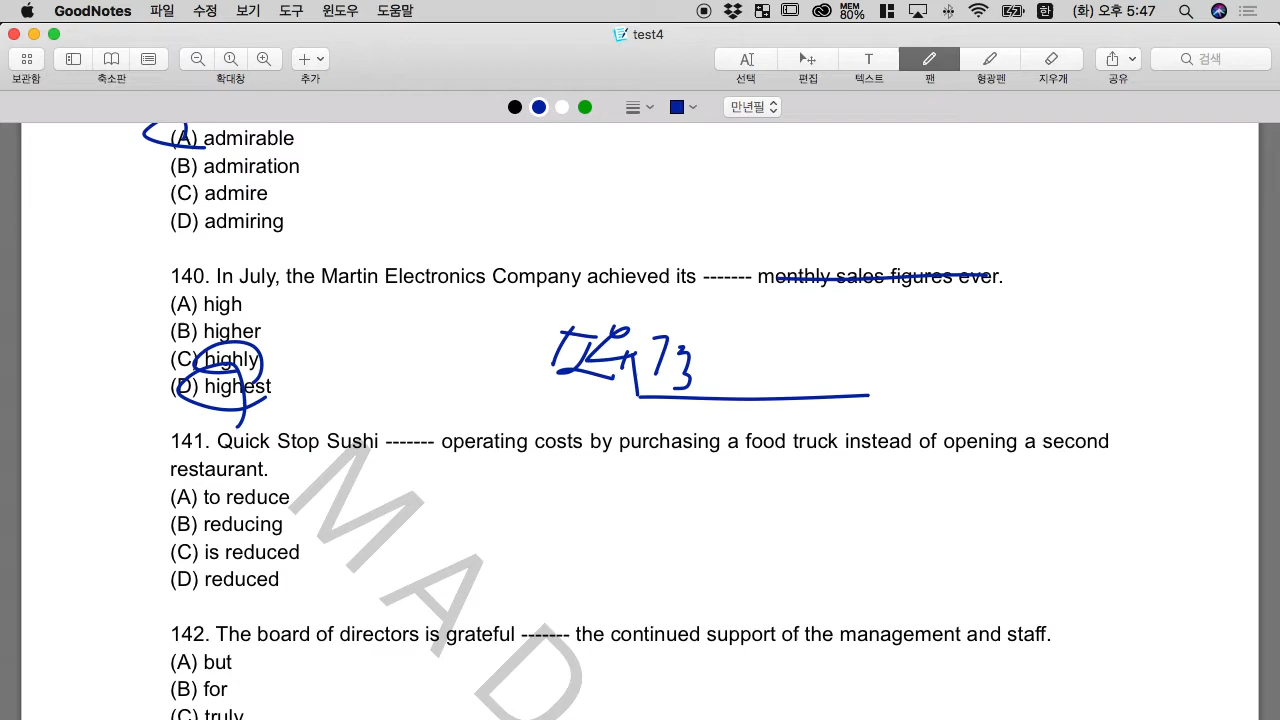 GoodNotes 파일 수정 보기 도구 윈도우 도움말 MEM 80% 한 (화) 오후 5:47
test4
보관함 축소판 확대창 추가 선택 편집 텍스트 펜 형광펜 지우개 공유 검색
만년필
(A) admirable
(B) admiration
(C) admire
(D) admiring
140. In July, the Martin Electronics Company achieved its ------- monthly sales figures ever.
(A) high
(B) higher
(C) highly
(D) highest
141. Quick Stop Sushi ------- operating costs by purchasing a food truck instead of opening a second
restaurant.
(A) to reduce
(B) reducing
(C) is reduced
(D) reduced
142. The board of directors is grateful ------- the continued support of the management and staff.
(A) but
(B) for
(C) truly
M A D